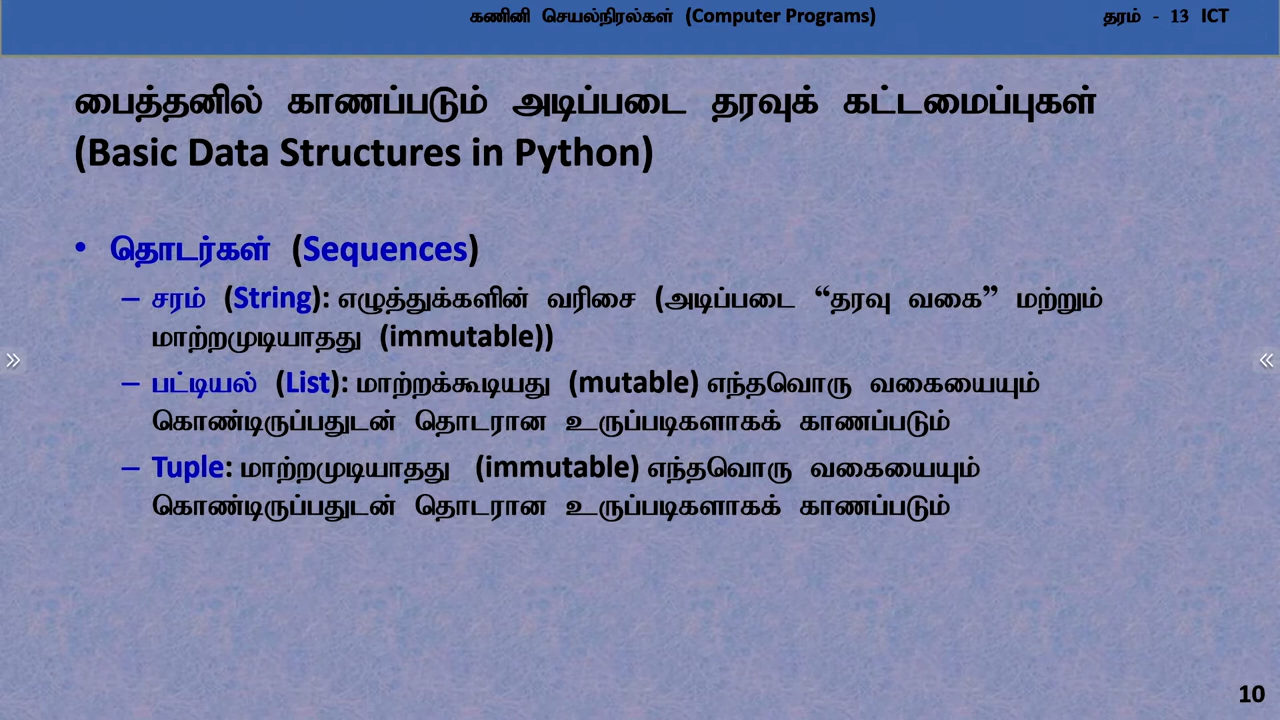 கணினி செயல்நிரல்கள் (Computer Programs) தரம் - 13 ICT
பைத்தனில் காணப்படும் அடிப்படை தரவுக் கட்டமைப்புகள்
(Basic Data Structures in Python)
• தொடர்கள் (Sequences)
– சரம் (String): எழுத்துக்களின் வரிசை (அடிப்படை “தரவு வகை” மற்றும்
மாற்றமுடியாதது (immutable))
– பட்டியல் (List): மாற்றக்கூடியது (mutable) எந்தவொரு வகையையும்
கொண்டிருப்பதுடன் தொடரான உருப்படிகளாகக் காணப்படும்
– Tuple: மாற்றமுடியாதது (immutable) எந்தவொரு வகையையும்
கொண்டிருப்பதுடன் தொடரான உருப்படிகளாகக் காணப்படும்
10